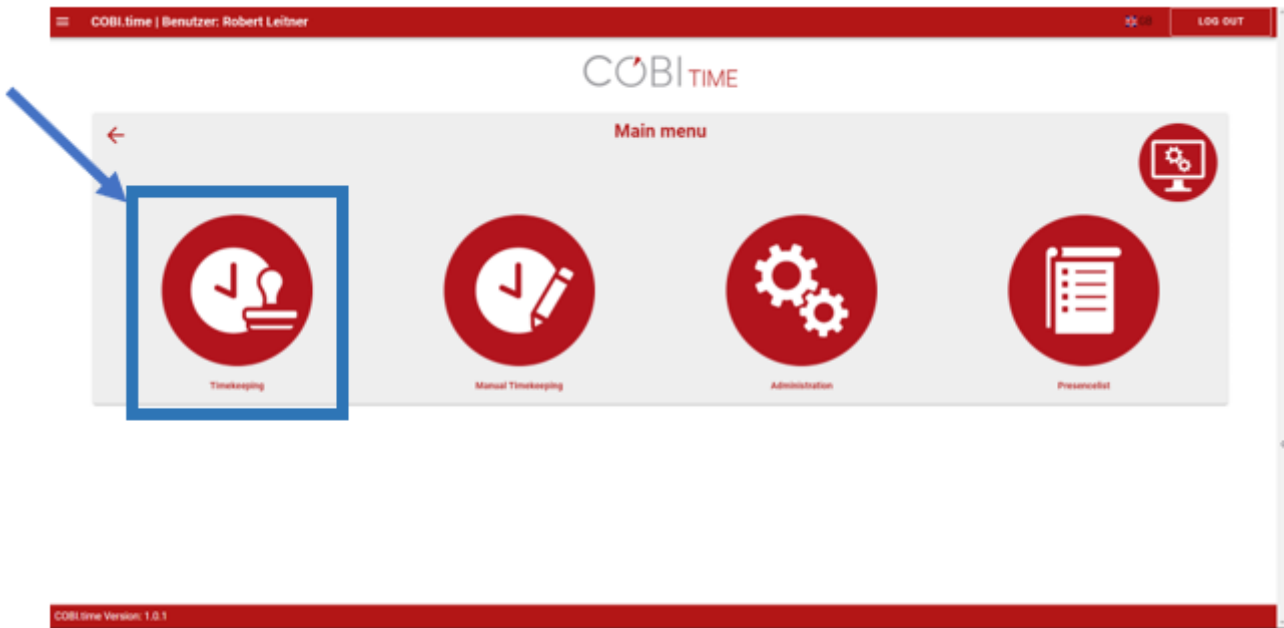 COBI.time | Benutzer: Robert Leitner
GB
LOG OUT
COBI TIME
Main menu
Timekeeping
Manual Timekeeping
Administration
Presencelist
COBI.time Version: 1.0.1